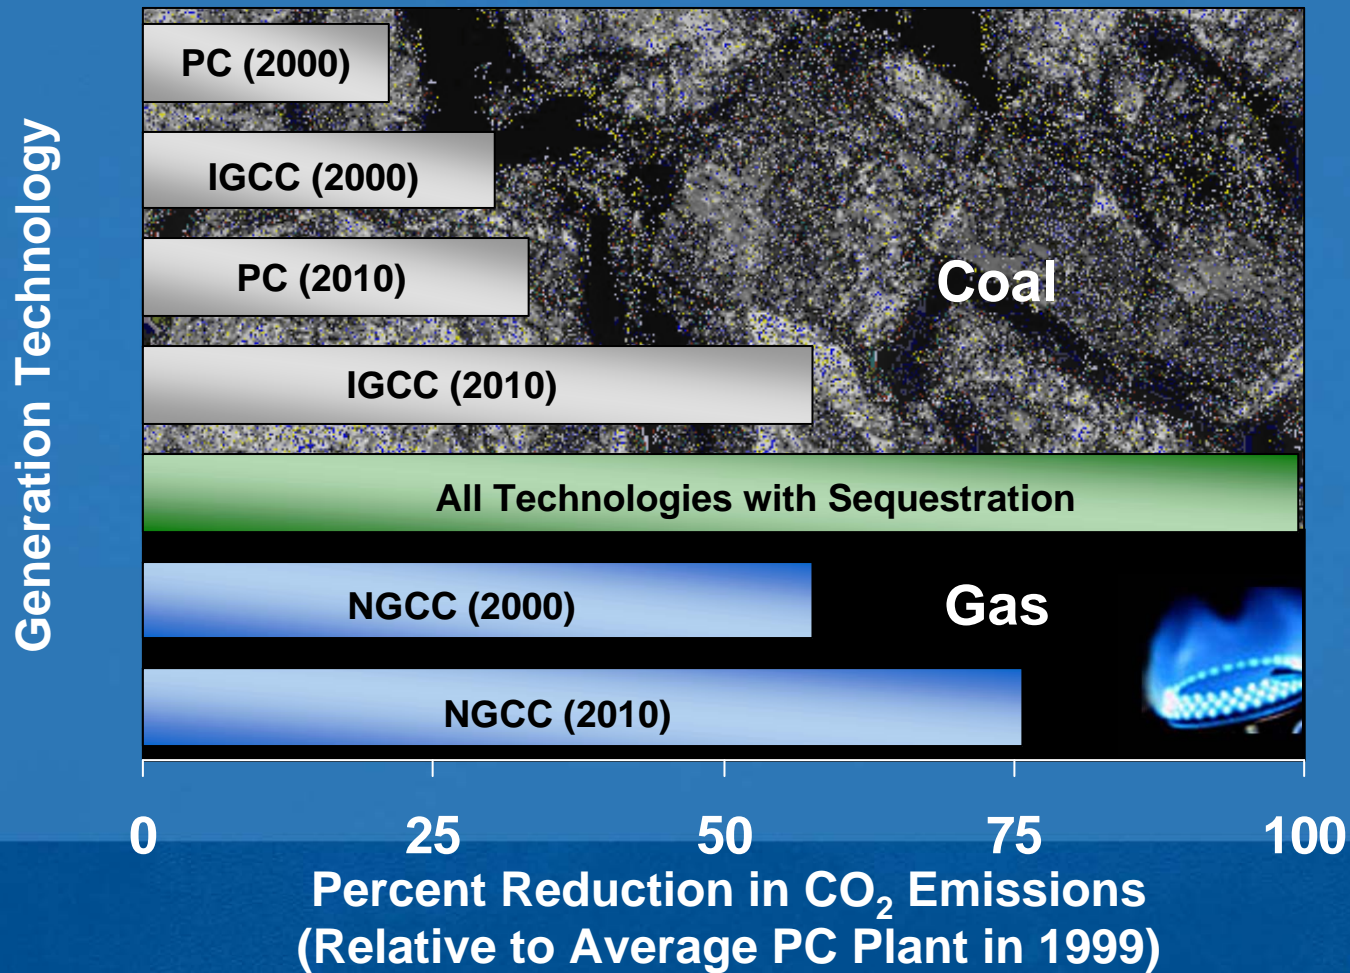 Generation Technology
PC (2000)
IGCC (2000)
PC (2010)
Coal
IGCC (2010)
All Technologies with Sequestration
NGCC (2000)
Gas
NGCC (2010)
0 25 50 75 100
Percent Reduction in CO₂ Emissions
(Relative to Average PC Plant in 1999)